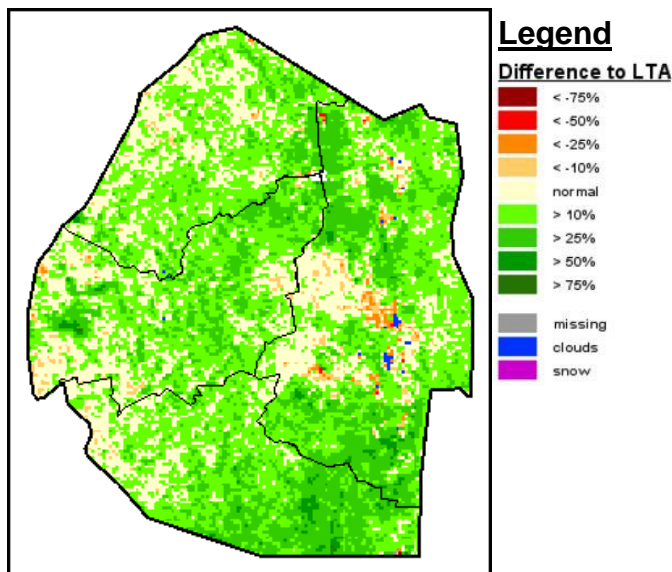 Legend
Difference to LTA
< -75%
< -50%
< -25%
< -10%
normal
> 10%
> 25%
> 50%
> 75%
missing
clouds
snow